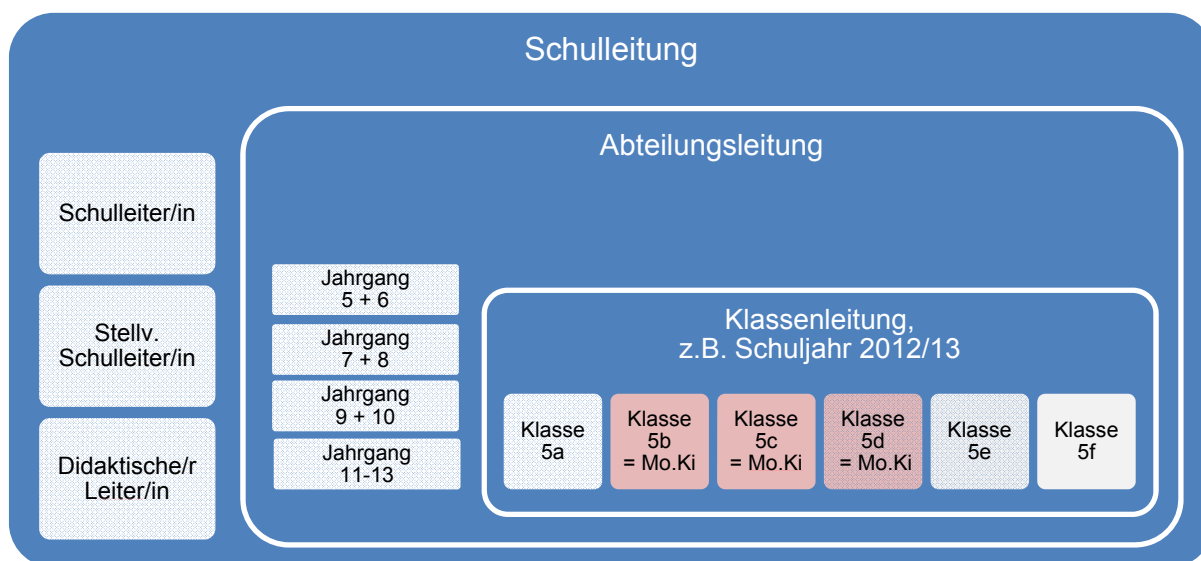 Schulleitung
Schulleiter/in
Stellv.
Schulleiter/in
Didaktische/r
Leiter/in
Abteilungsleitung
Jahrgang
5 + 6
Jahrgang
7 + 8
Jahrgang
9 + 10
Jahrgang
11-13
Klassenleitung,
z.B. Schuljahr 2012/13
Klasse
5a
Klasse
5b
= Mo.Ki
Klasse
5c
= Mo.Ki
Klasse
5d
= Mo.Ki
Klasse
5e
Klasse
5f